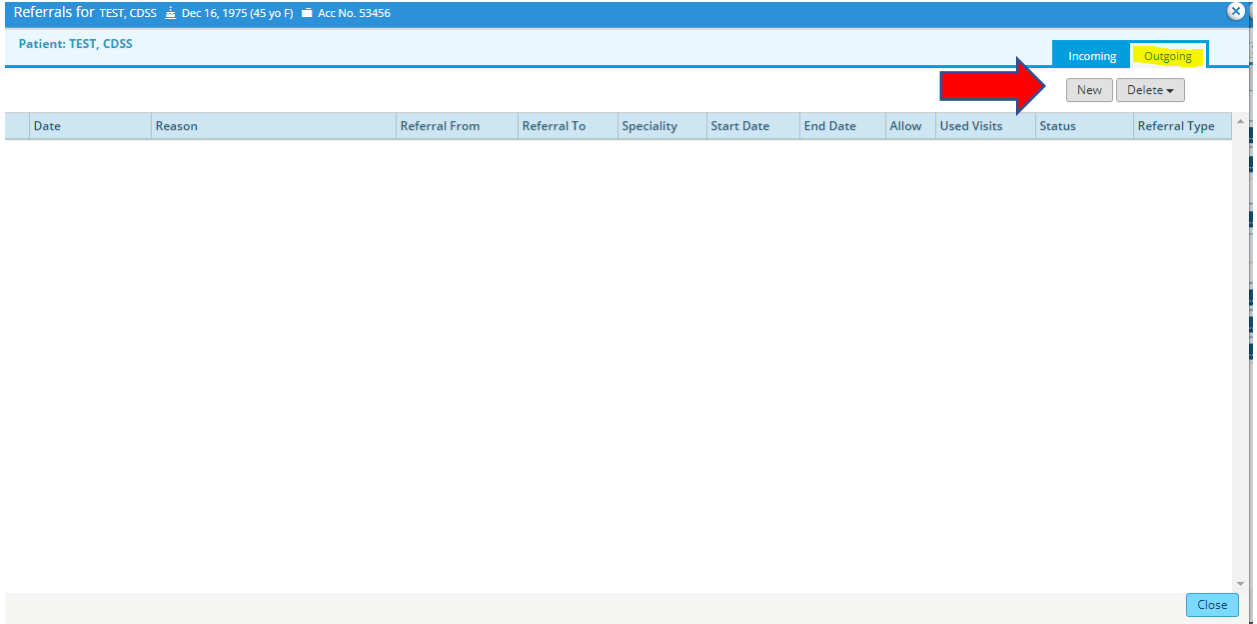 Referrals for TEST, CDSS Dec 16, 1975 (45 yo F) Acc No. 53456
Patient: TEST, CDSS
Incoming Outgoing
New Delete
Date Reason Referral From Referral To Speciality Start Date End Date Allow Used Visits Status Referral Type
Close